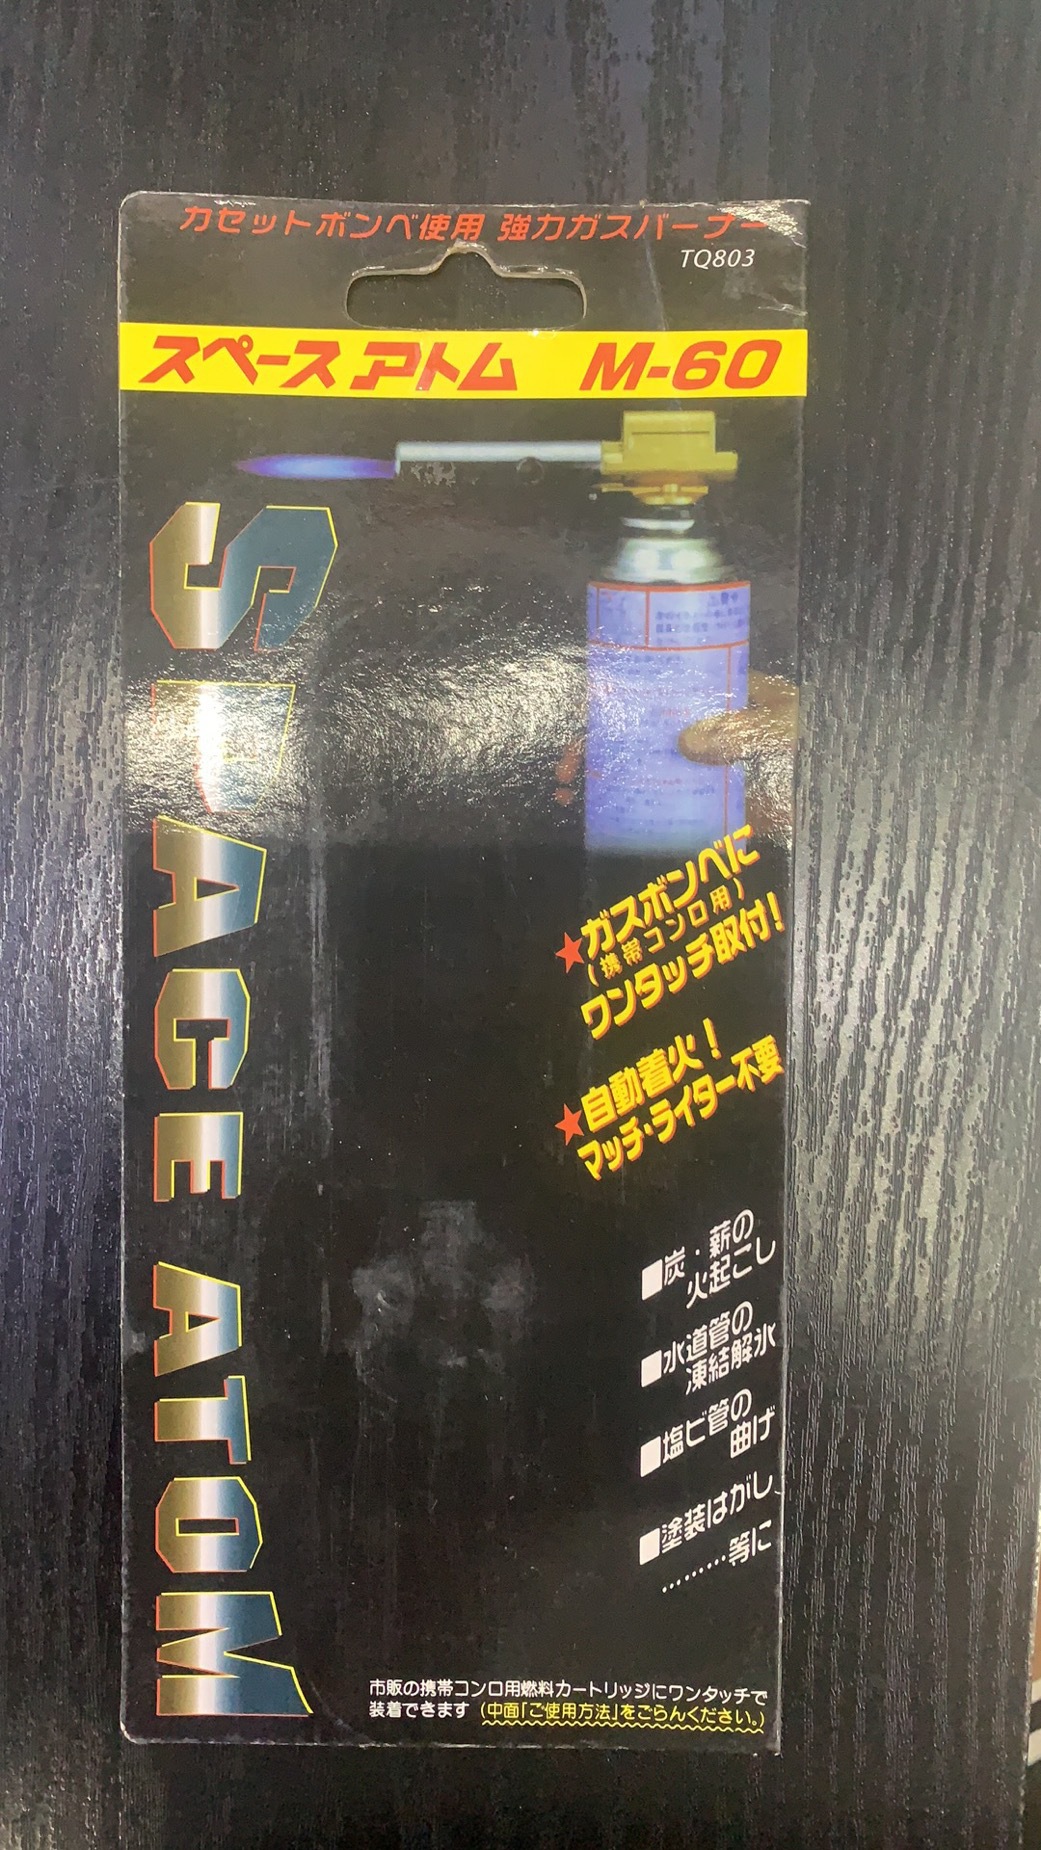 カセットボンベ使用 強力ガスバーナー
TQ803
スペースアトム M-60
SPACE ATOM
★ガスボンベに
(携帯コンロ用)
ワンタッチ取付!
★自動着火!
マッチ・ライター不要
■炭・薪の
火起こし
■水道管の
凍結解氷
■塩ビ管の
曲げ
■塗装はがし、
………等に
市販の携帯コンロ用燃料カートリッジにワンタッチで
装着できます (中面「ご使用方法」をごらんください。)